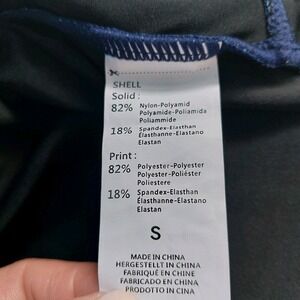 SHELL
Solid :
82% Nylon-Polyamid
Polyamide-Poliamida
Poliammide
18% Spandex-Elasthan
Élasthanne-Elastano
Elastan
Print :
82% Polyester-Polyester
Polyester-Poliéster
Poliestere
18% Spandex-Elasthan
Élasthanne-Elastano
Elastan
S
MADE IN CHINA
HERGESTELLT IN CHINA
FABRIQUÉ EN CHINE
FABRICADO EN CHINA
PRODOTTO IN CINA